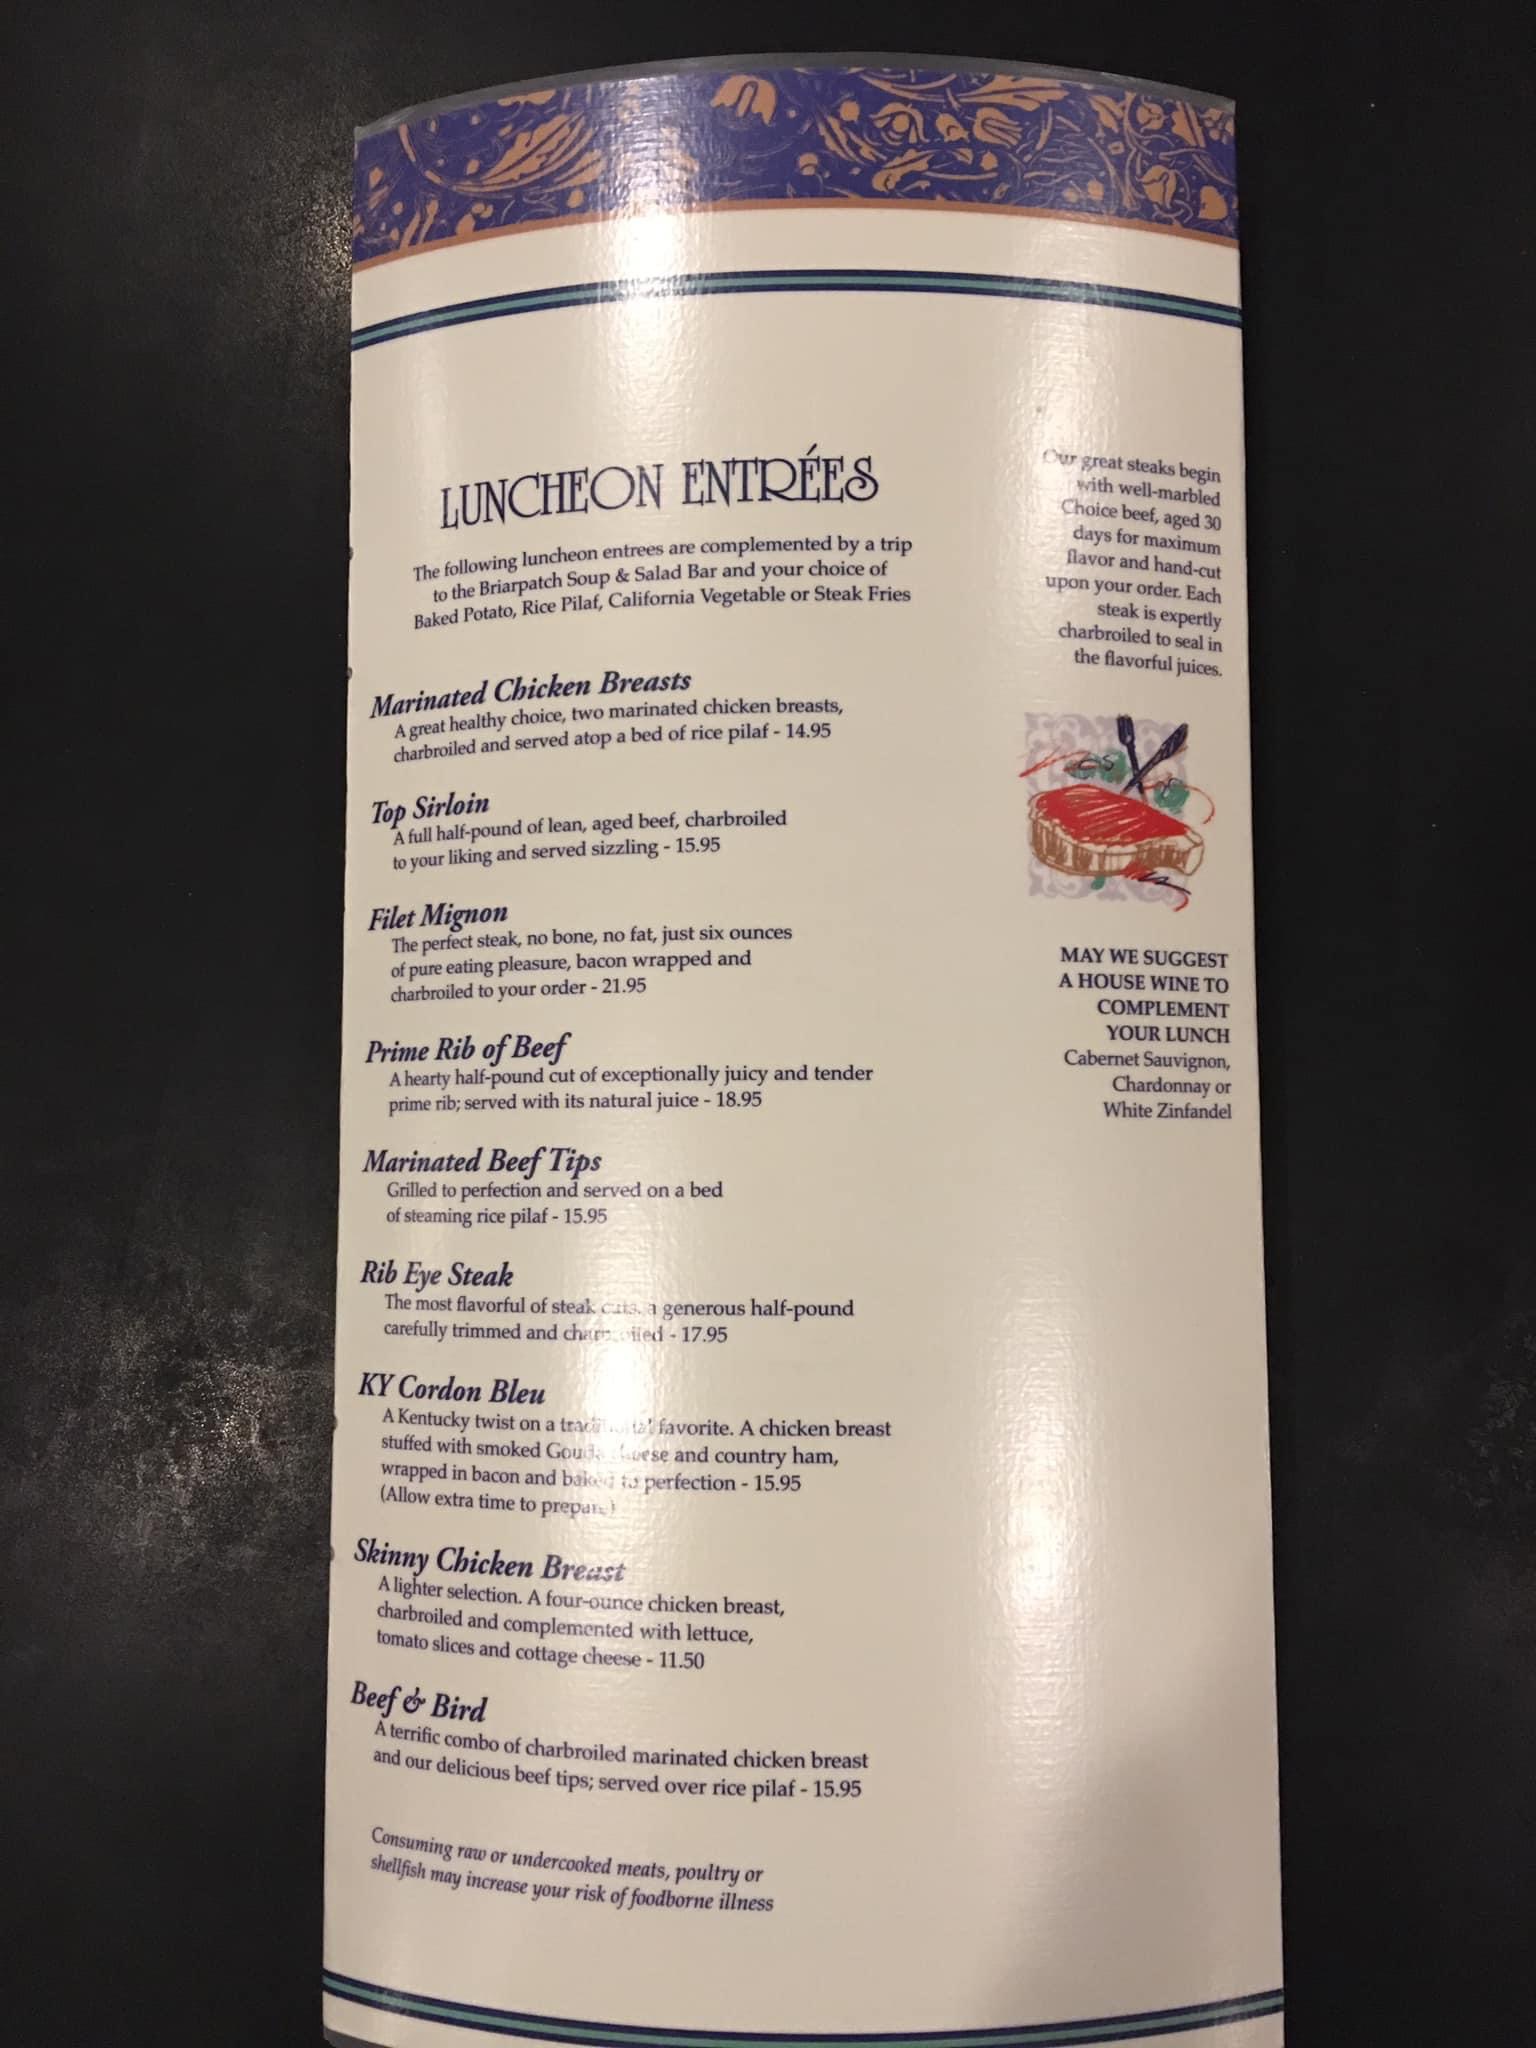 LUNCHEON ENTRÉES
The following luncheon entrees are complemented by a trip
to the Briarpatch Soup & Salad Bar and your choice of
Baked Potato, Rice Pilaf, California Vegetable or Steak Fries
Marinated Chicken Breasts
A great healthy choice, two marinated chicken breasts,
charbroiled and served atop a bed of rice pilaf - 14.95
Top Sirloin
A full half-pound of lean, aged beef, charbroiled
to your liking and served sizzling - 15.95
Filet Mignon
The perfect steak, no bone, no fat, just six ounces
of pure eating pleasure, bacon wrapped and
charbroiled to your order - 21.95
Prime Rib of Beef
A hearty half-pound cut of exceptionally juicy and tender
prime rib; served with its natural juice - 18.95
Marinated Beef Tips
Grilled to perfection and served on a bed
of steaming rice pilaf - 15.95
Rib Eye Steak
The most flavorful of steak cuts, a generous half-pound
carefully trimmed and charbroiled - 17.95
KY Cordon Bleu
A Kentucky twist on a traditional favorite. A chicken breast
stuffed with smoked Gouda cheese and country ham,
wrapped in bacon and baked to perfection - 15.95
(Allow extra time to prepare)
Skinny Chicken Breast
A lighter selection. A four-ounce chicken breast,
charbroiled and complemented with lettuce,
tomato slices and cottage cheese - 11.50
Beef & Bird
A terrific combo of charbroiled marinated chicken breast
and our delicious beef tips; served over rice pilaf - 15.95
Consuming raw or undercooked meats, poultry or
shellfish may increase your risk of foodborne illness
Our great steaks begin
with well-marbled
Choice beef, aged 30
days for maximum
flavor and hand-cut
upon your order. Each
steak is expertly
charbroiled to seal in
the flavorful juices.
MAY WE SUGGEST
A HOUSE WINE TO
COMPLEMENT
YOUR LUNCH
Cabernet Sauvignon,
Chardonnay or
White Zinfandel